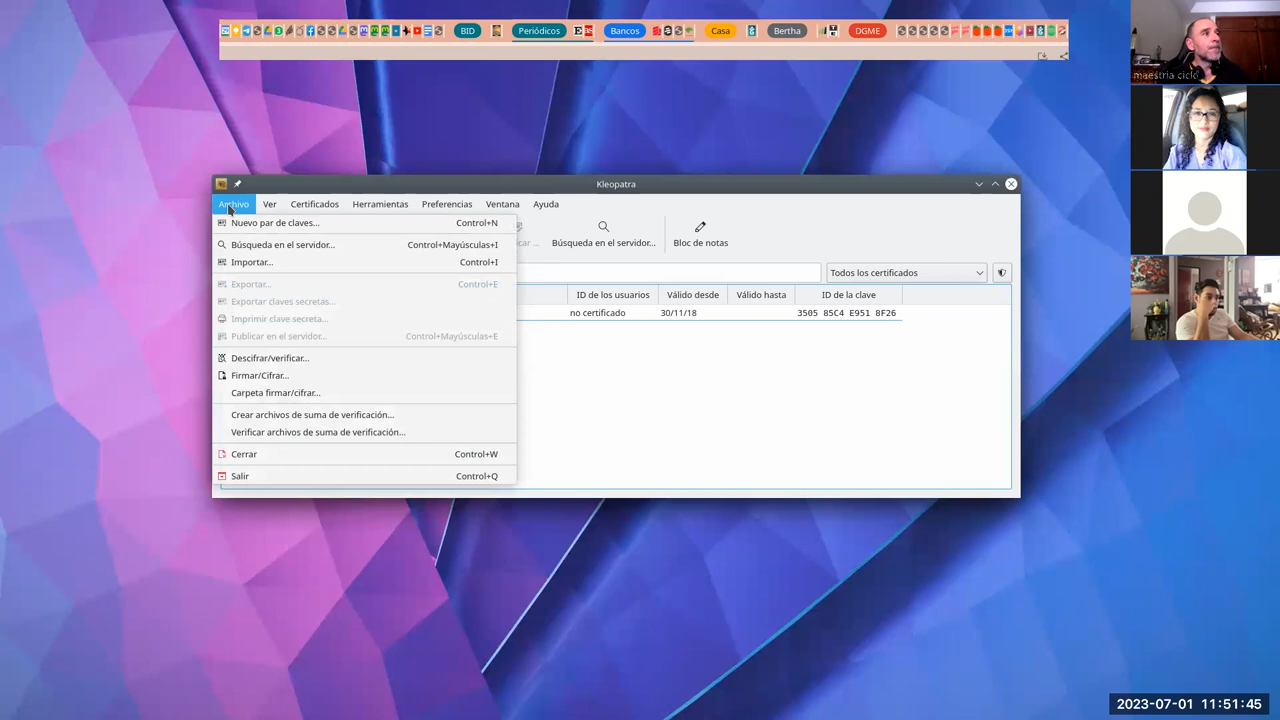 BID
Periódicos
Bancos
Casa
Bertha
DGME
maestria ciclo
Kleopatra
Archivo Ver Certificados Herramientas Preferencias Ventana Ayuda
Nuevo par de claves... Control+N
Búsqueda en el servidor... Control+Mayúsculas+I
Importar... Control+I
Exportar... Control+E
Exportar claves secretas...
Imprimir clave secreta...
Publicar en el servidor... Control+Mayúsculas+E
Descifrar/verificar...
Firmar/Cifrar...
Carpeta firmar/cifrar...
Crear archivos de suma de verificación...
Verificar archivos de suma de verificación...
Cerrar Control+W
Salir Control+Q
Búsqueda en el servidor... Bloc de notas
Todos los certificados
ID de los usuarios Válido desde Válido hasta ID de la clave
no certificado 30/11/18 3505 85C4 E951 8F26
2023-07-01 11:51:45